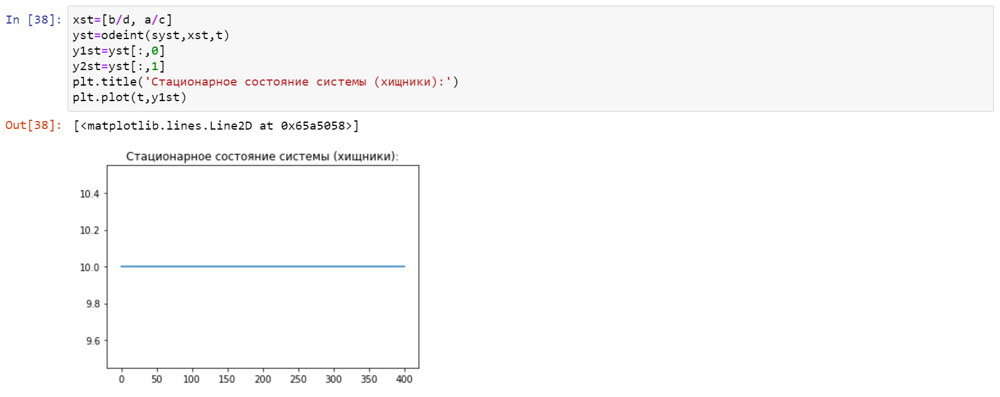 In [38]: xst=[b/d, a/c]
yst=odeint(syst,xst,t)
y1st=yst[:,0]
y2st=yst[:,1]
plt.title('Стационарное состояние системы (хищники):')
plt.plot(t,y1st)
Out[38]: [<matplotlib.lines.Line2D at 0x65a5058>]
Стационарное состояние системы (хищники):
10.4
10.2
10.0
9.8
9.6
0 50 100 150 200 250 300 350 400